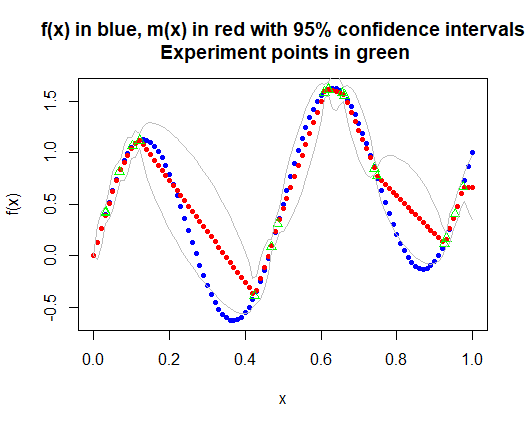 f(x) in blue, m(x) in red with 95% confidence intervals
Experiment points in green
1.5
1.0
0.5
0.0
-0.5
f(x)
0.0 0.2 0.4 0.6 0.8 1.0
x